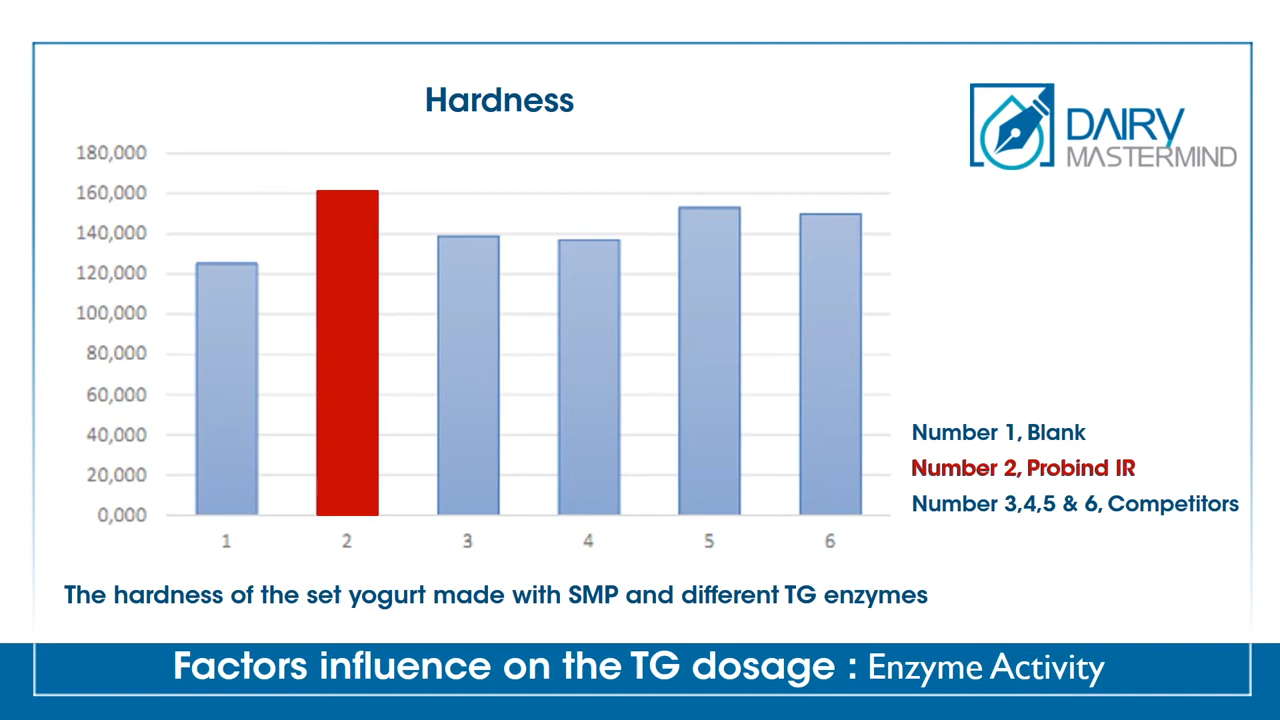 Hardness
DAIRY
MASTERMIND
180,000
160,000
140,000
120,000
100,000
80,000
60,000
40,000
20,000
0,000
1 2 3 4 5 6
Number 1, Blank
Number 2, Probind IR
Number 3,4,5 & 6, Competitors
The hardness of the set yogurt made with SMP and different TG enzymes
Factors influence on the TG dosage : Enzyme Activity